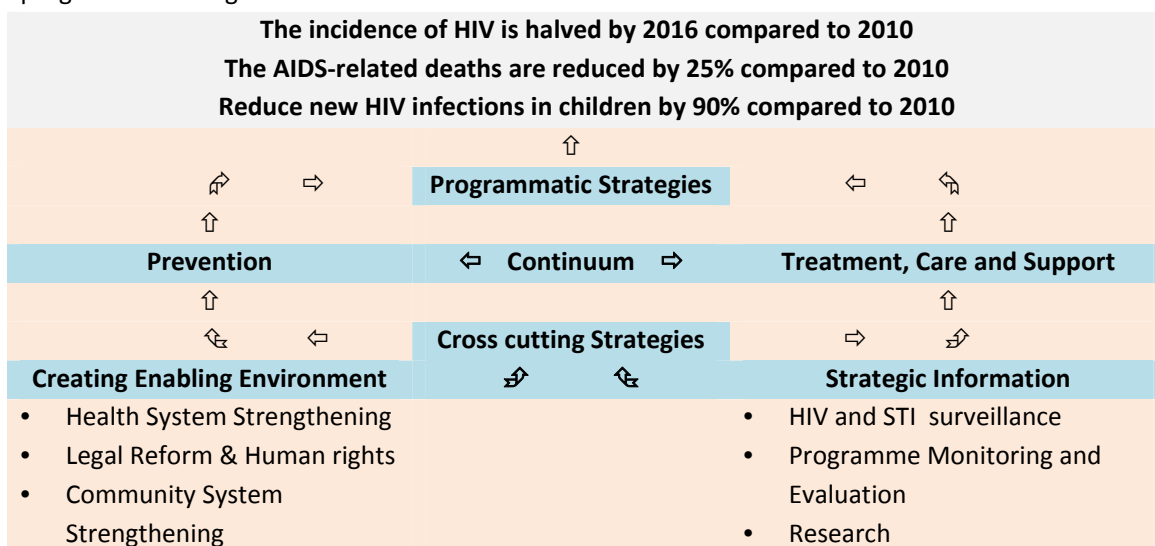 The incidence of HIV is halved by 2016 compared to 2010
The AIDS-related deaths are reduced by 25% compared to 2010
Reduce new HIV infections in children by 90% compared to 2010
⇧
⇨ Programmatic Strategies ⇦
⇧ ⇧
Prevention ⇦ Continuum ⇨ Treatment, Care and Support
⇧ ⇧
⇦ Cross cutting Strategies ⇨
Creating Enabling Environment Strategic Information
• Health System Strengthening
• Legal Reform & Human rights
• Community System
Strengthening
• HIV and STI surveillance
• Programme Monitoring and
Evaluation
• Research